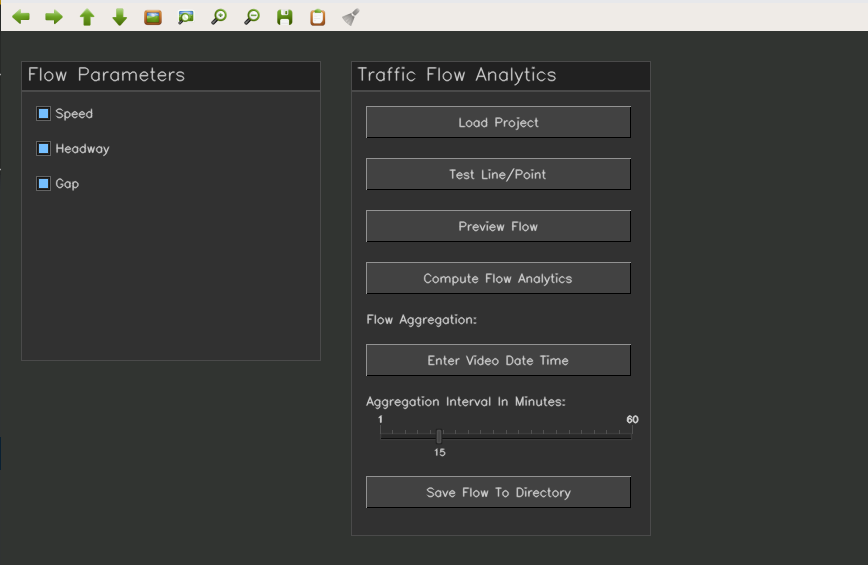 Flow Parameters
Speed
Headway
Gap
Traffic Flow Analytics
Load Project
Test Line/Point
Preview Flow
Compute Flow Analytics
Flow Aggregation:
Enter Video Date Time
Aggregation Interval In Minutes:
1 60
15
Save Flow To Directory